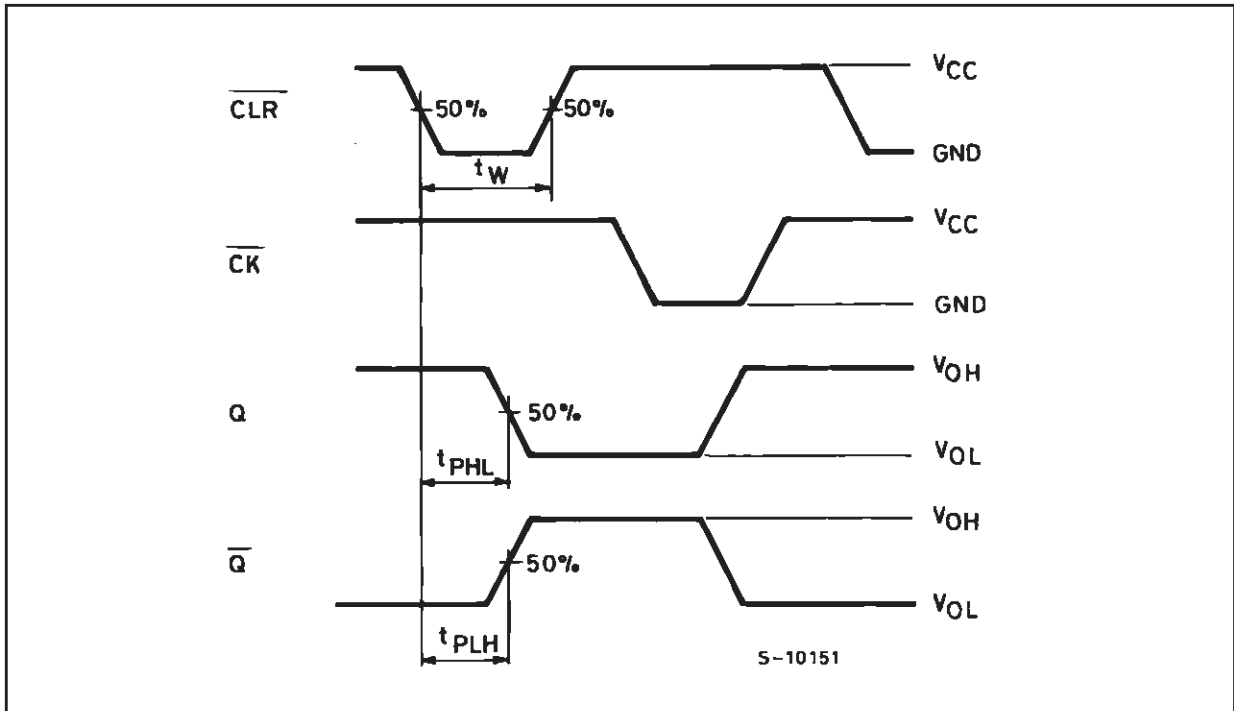 VCC
CLR
50%
50%
GND
tW
VCC
CK
GND
VOH
Q
50%
VOL
tPHL
VOH
Q
50%
VOL
tPLH
S-10151